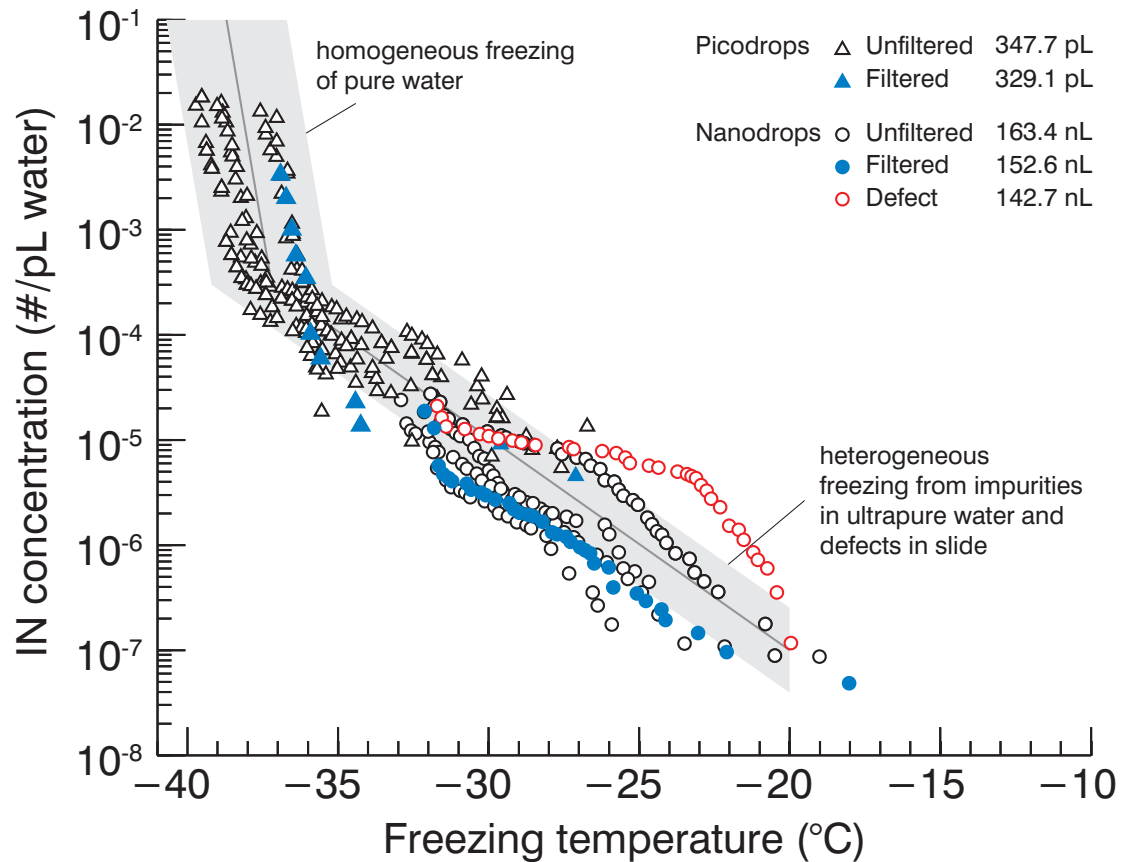 IN concentration (#/pL water)
10⁻¹
10⁻²
10⁻³
10⁻⁴
10⁻⁵
10⁻⁶
10⁻⁷
10⁻⁸
homogeneous freezing
of pure water
Picodrops Unfiltered 347.7 pL
Filtered 329.1 pL
Nanodrops Unfiltered 163.4 nL
Filtered 152.6 nL
Defect 142.7 nL
heterogeneous
freezing from impurities
in ultrapure water and
defects in slide
−40 −35 −30 −25 −20 −15 −10
Freezing temperature (°C)